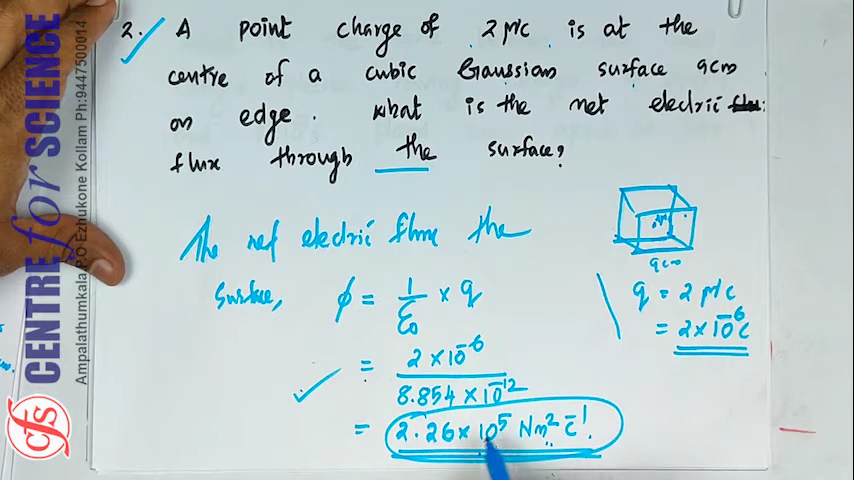 2. A point charge of 2 μc is at the
centre of a cubic Gaussian surface 9cm
on edge. what is the net electric
flux through the surface?
The net electric flux the
surface, φ = 1/ε₀ × q
= 2 × 10⁻⁶
8.854 × 10⁻¹²
= 2.26 × 10⁵ Nm² C⁻¹.
9cm
q = 2 μc
= 2 × 10⁻⁶ C
CENTRE for SCIENCE
Ampalathumkala P.O Ezhukone Kollam Ph:9447500014
cfs